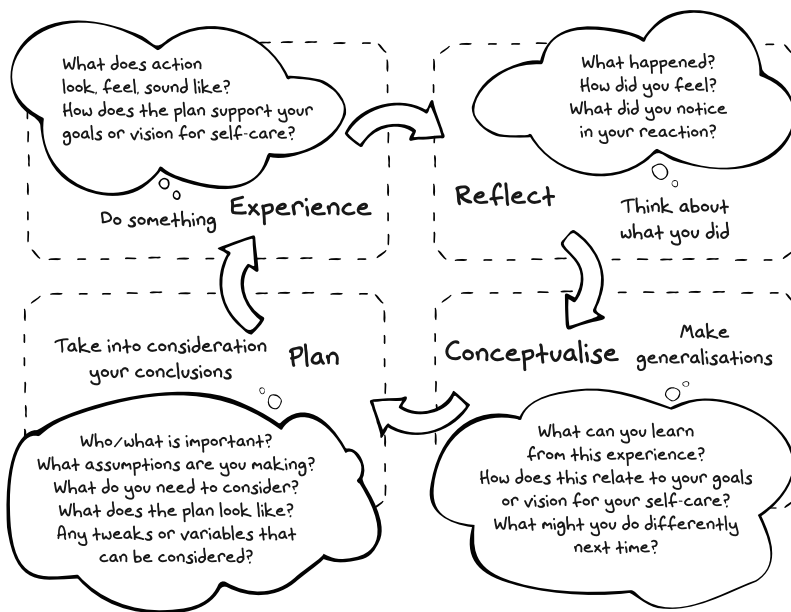 What does action
look, feel, sound like?
How does the plan support your
goals or vision for self-care?
Do something
Experience
What happened?
How did you feel?
What did you notice
in your reaction?
Reflect
Think about
what you did
Conceptualise
Make
generalisations
What can you learn
from this experience?
How does this relate to your goals
or vision for your self-care?
What might you do differently
next time?
Take into consideration
your conclusions
Plan
Who/what is important?
What assumptions are you making?
What do you need to consider?
What does the plan look like?
Any tweaks or variables that
can be considered?